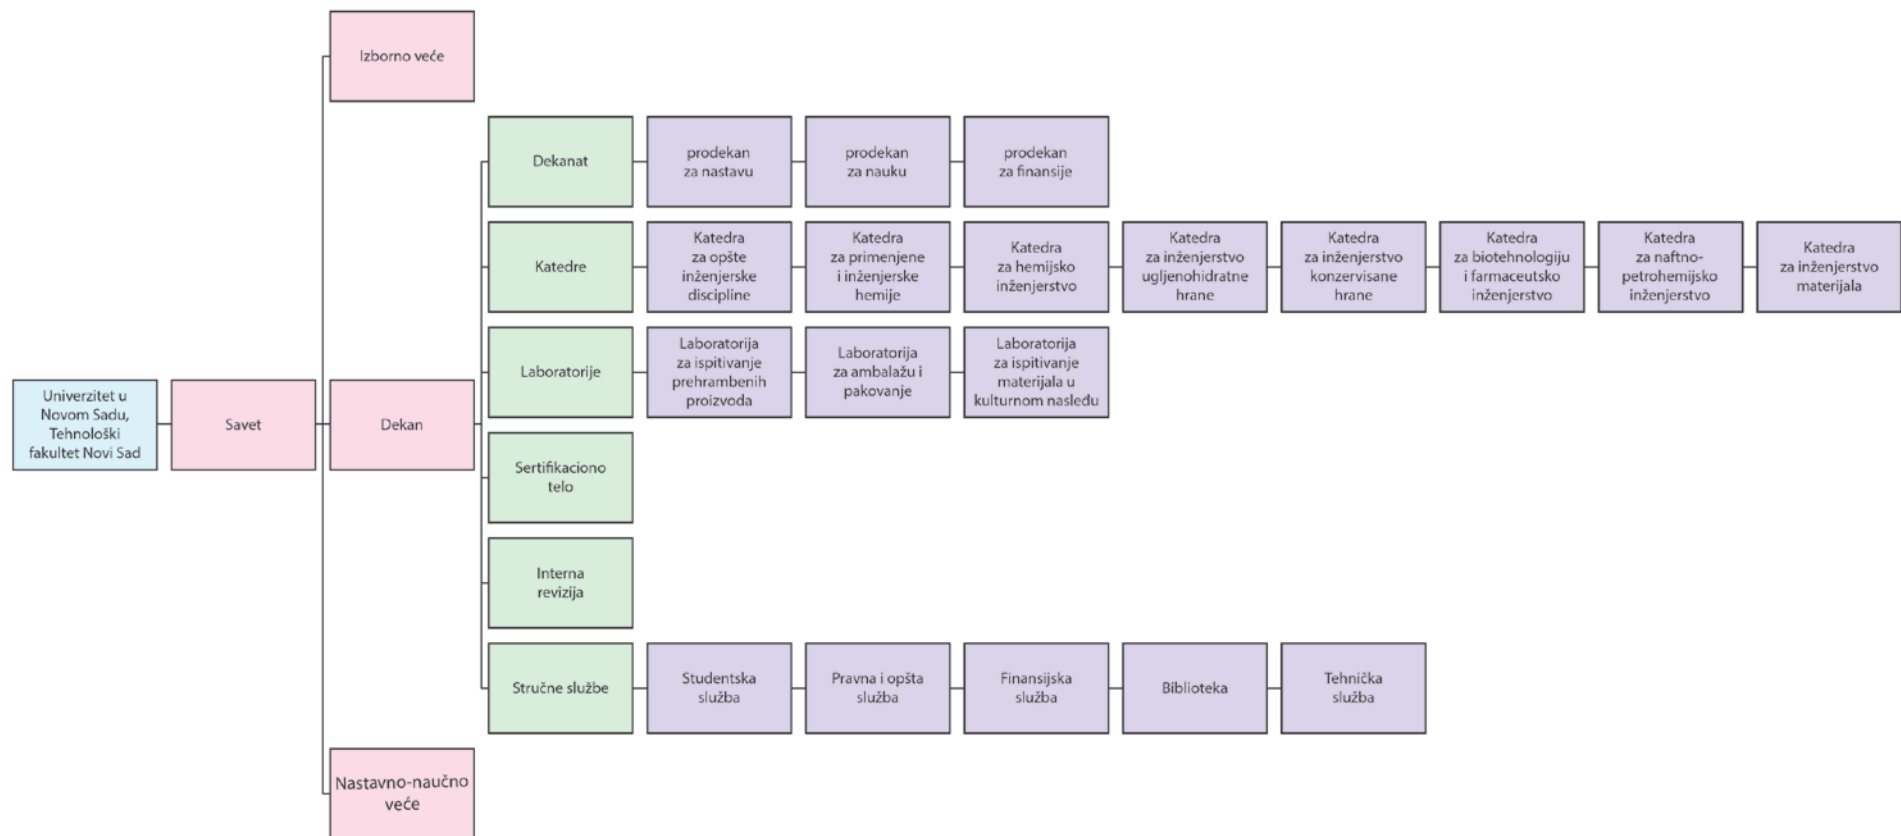 Izborno veće
Dekanat
prodekan
za nastavu
prodekan
za nauku
prodekan
za finansije
Katedre
Katedra
za opšte
inženjerske
discipline
Katedra
za primenjene
i inženjerske
hemije
Katedra
za hemijsko
inženjerstvo
Katedra
za inženjerstvo
ugljenohidratne
hrane
Katedra
za inženjerstvo
konzervisane
hrane
Katedra
za biotehnologiju
i farmaceutsko
inženjerstvo
Katedra
za naftno-
petrohemijsko
inženjerstvo
Katedra
za inženjerstvo
materijala
Laboratorije
Laboratorija
za ispitivanje
prehrambenih
proizvoda
Laboratorija
za ambalažu i
pakovanje
Laboratorija
za ispitivanje
materijala u
kulturnom nasleđu
Univerzitet u
Novom Sadu,
Tehnološki
fakultet Novi Sad
Savet
Dekan
Sertifikaciono
telo
Interna
revizija
Stručne službe
Studentska
služba
Pravna i opšta
služba
Finansijska
služba
Biblioteka
Tehnička
služba
Nastavno-naučno
veće